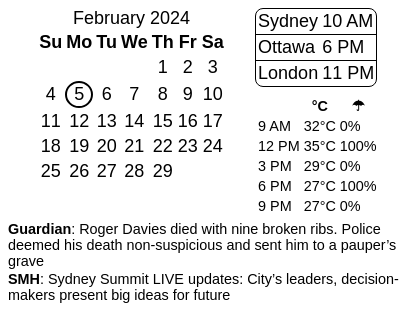 February 2024
Su Mo Tu We Th Fr Sa
1 2 3
4 5 6 7 8 9 10
11 12 13 14 15 16 17
18 19 20 21 22 23 24
25 26 27 28 29
Sydney 10 AM
Ottawa 6 PM
London 11 PM
°C ☂
9 AM 32°C 0%
12 PM 35°C 100%
3 PM 29°C 0%
6 PM 27°C 100%
9 PM 27°C 0%
Guardian: Roger Davies died with nine broken ribs. Police
deemed his death non-suspicious and sent him to a pauper’s
grave
SMH: Sydney Summit LIVE updates: City’s leaders, decision-
makers present big ideas for future